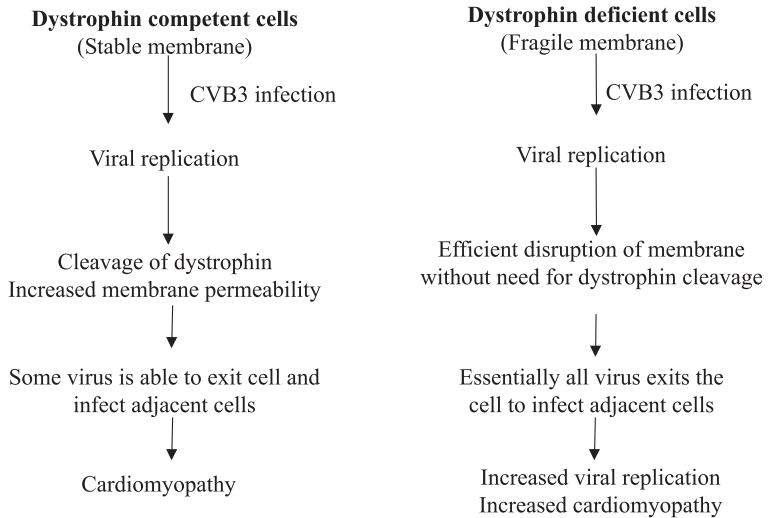 Dystrophin competent cells
(Stable membrane)
CVB3 infection
Viral replication
Cleavage of dystrophin
Increased membrane permeability
Some virus is able to exit cell and
infect adjacent cells
Cardiomyopathy
Dystrophin deficient cells
(Fragile membrane)
CVB3 infection
Viral replication
Efficient disruption of membrane
without need for dystrophin cleavage
Essentially all virus exits the
cell to infect adjacent cells
Increased viral replication
Increased cardiomyopathy